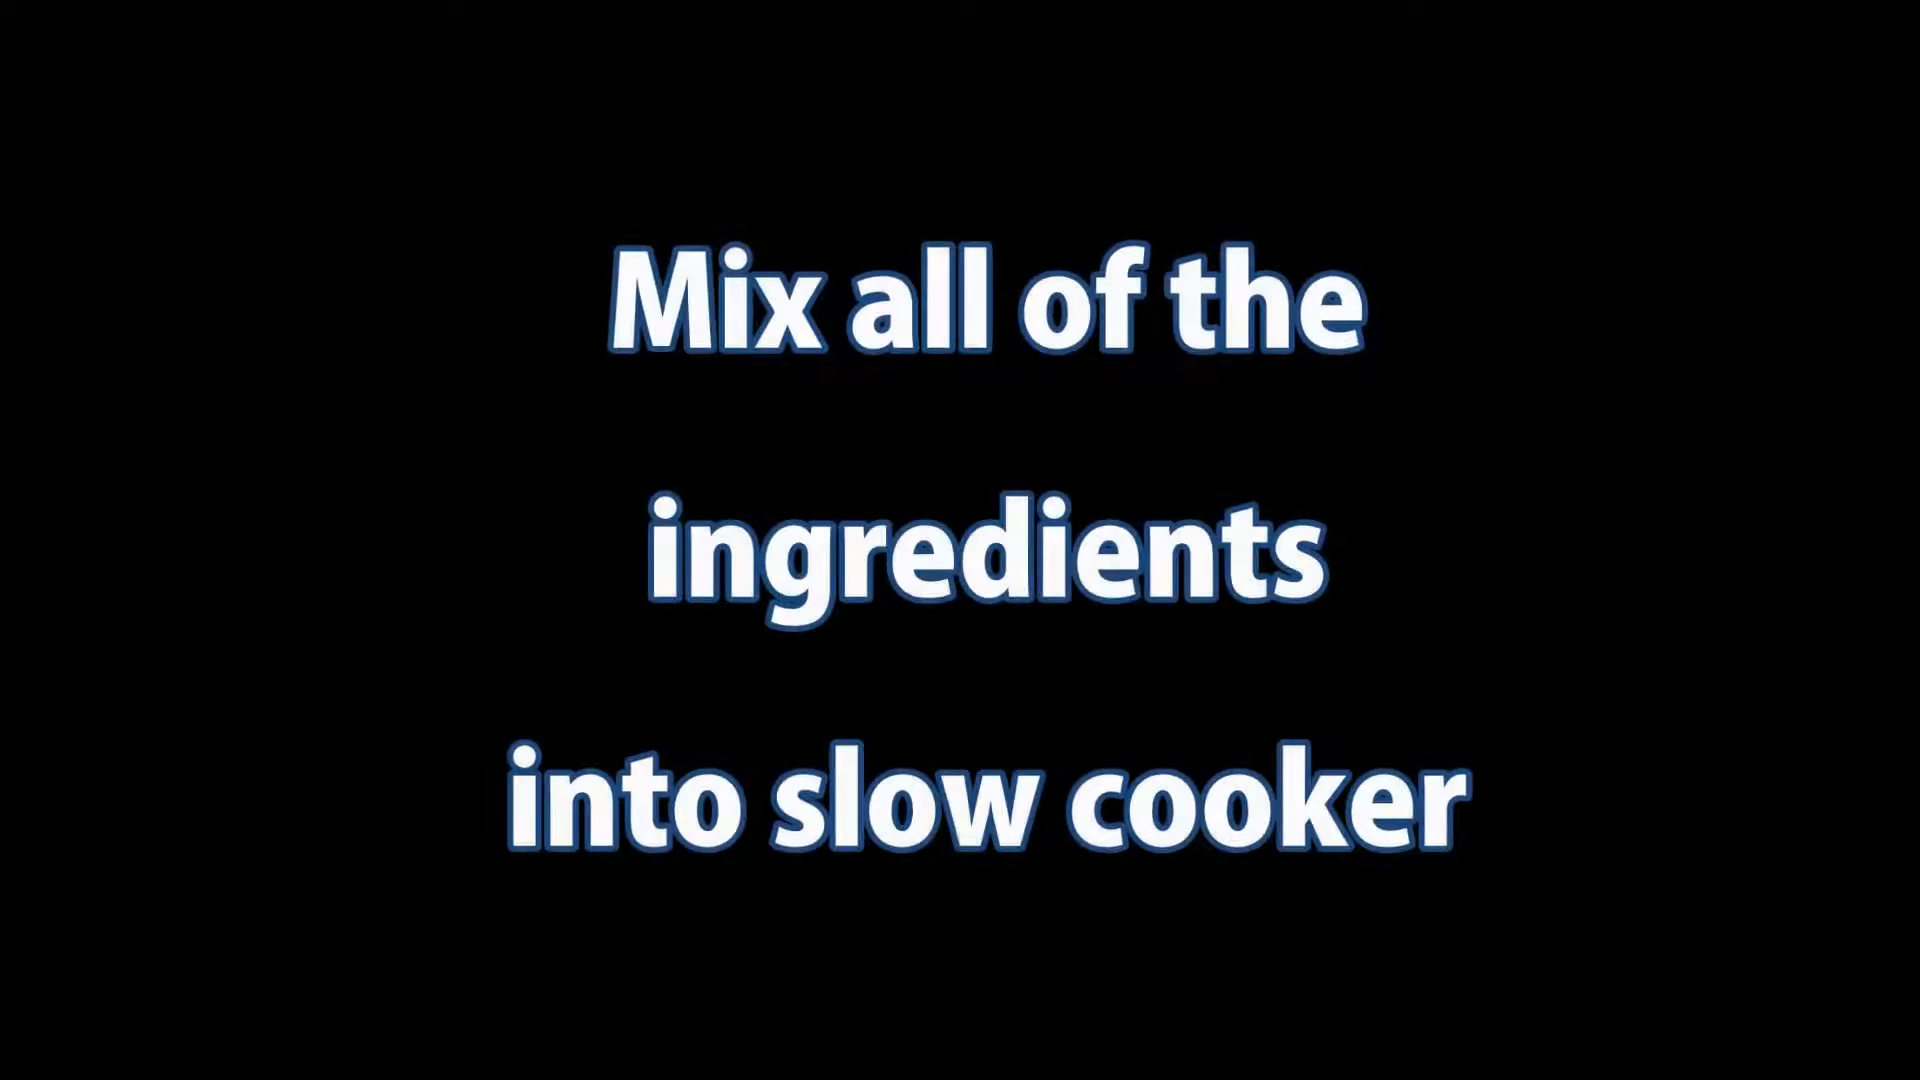 Mix all of the
ingredients
into slow cooker